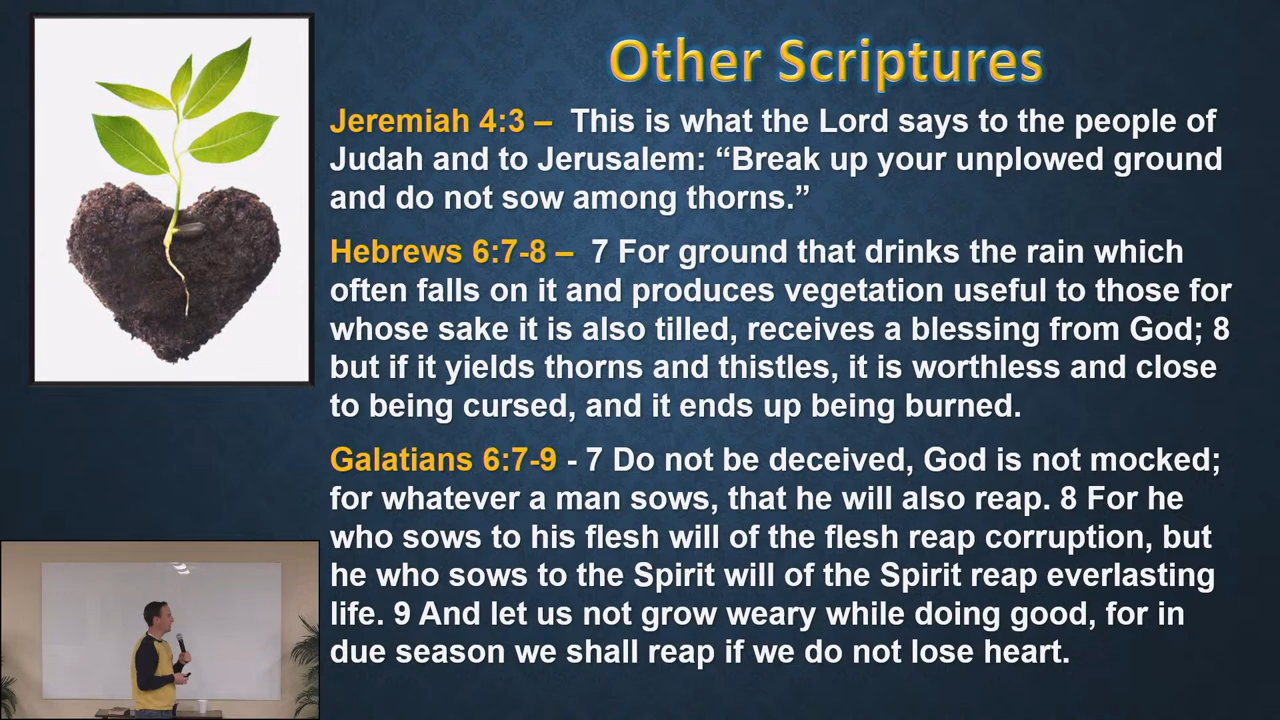 Other Scriptures
Jeremiah 4:3 – This is what the Lord says to the people of
Judah and to Jerusalem: “Break up your unplowed ground
and do not sow among thorns.”
Hebrews 6:7-8 – 7 For ground that drinks the rain which
often falls on it and produces vegetation useful to those for
whose sake it is also tilled, receives a blessing from God; 8
but if it yields thorns and thistles, it is worthless and close
to being cursed, and it ends up being burned.
Galatians 6:7-9 - 7 Do not be deceived, God is not mocked;
for whatever a man sows, that he will also reap. 8 For he
who sows to his flesh will of the flesh reap corruption, but
he who sows to the Spirit will of the Spirit reap everlasting
life. 9 And let us not grow weary while doing good, for in
due season we shall reap if we do not lose heart.